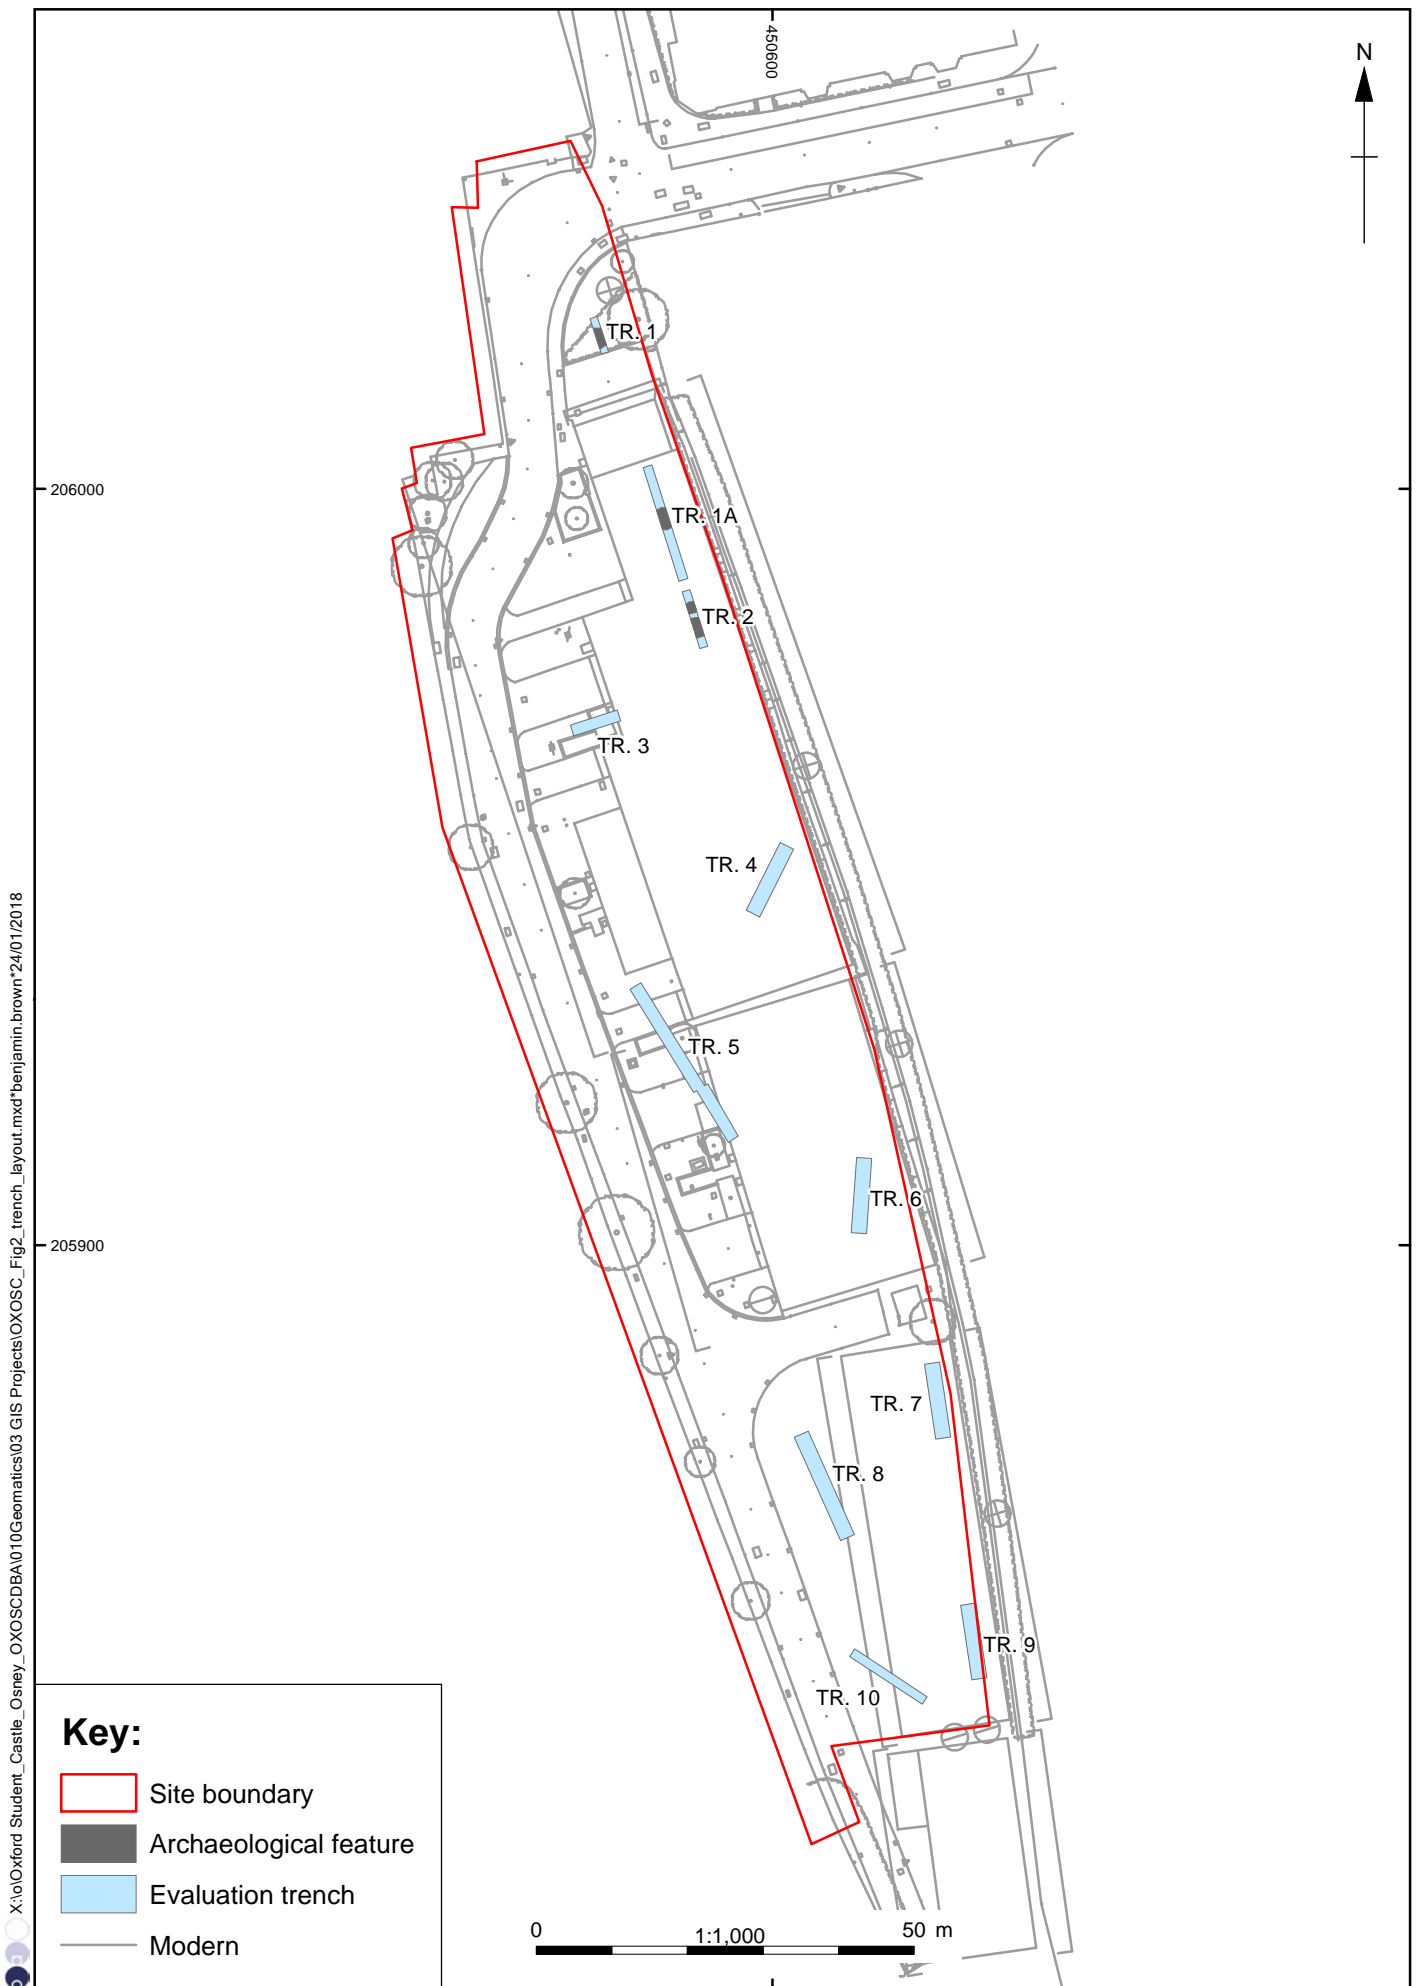 450600
N
TR. 1
206000
TR. 1A
TR. 2
TR. 3
TR. 4
TR. 5
TR. 6
205900
TR. 7
TR. 8
TR. 9
TR. 10
Key:
Site boundary
Archaeological feature
Evaluation trench
Modern
0
1:1,000
50 m
X:\o\Oxford Student_Castle_Osney_OXOSCDBA\010Geomatics\03 GIS Projects\OXOSC_Fig2_trench_layout.mxd*benjamin.brown*24/01/2018